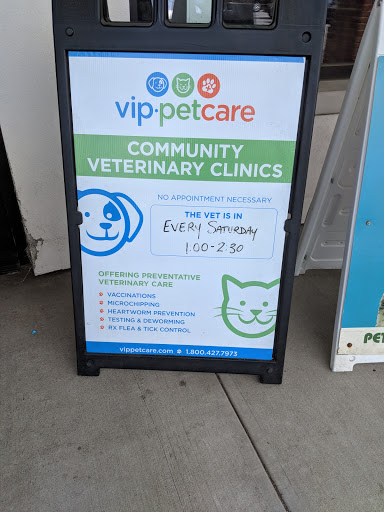 vip·petcare
COMMUNITY
VETERINARY CLINICS
NO APPOINTMENT NECESSARY
THE VET IS IN
EVERY SATURDAY
1:00-2:30
OFFERING PREVENTATIVE
VETERINARY CARE
VACCINATIONS
MICROCHIPPING
HEARTWORM PREVENTION
TESTING & DEWORMING
RX FLEA & TICK CONTROL
vippetcare.com 1.800.427.7973
PET